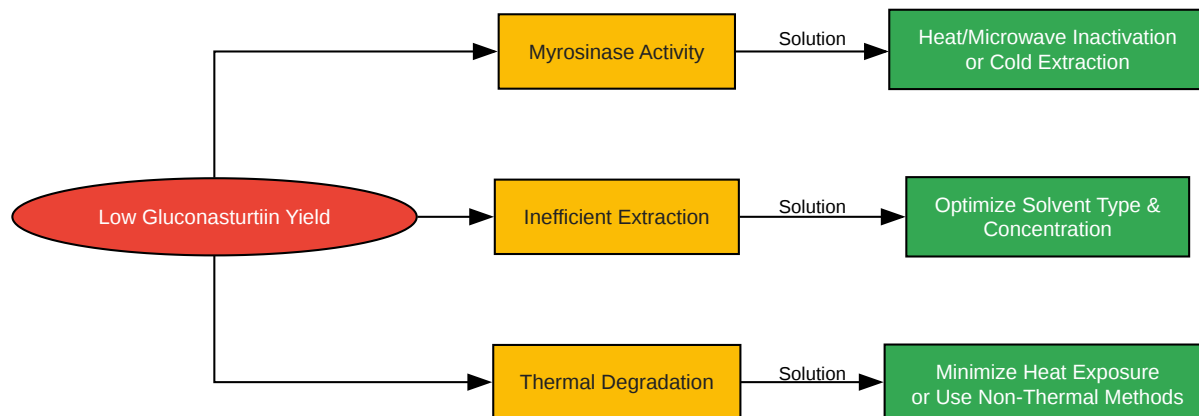 Myrosinase Activity
Solution
Heat/Microwave Inactivation
or Cold Extraction
Low Gluconasturtiin Yield
Inefficient Extraction
Solution
Optimize Solvent Type &
Concentration
Thermal Degradation
Solution
Minimize Heat Exposure
or Use Non-Thermal Methods